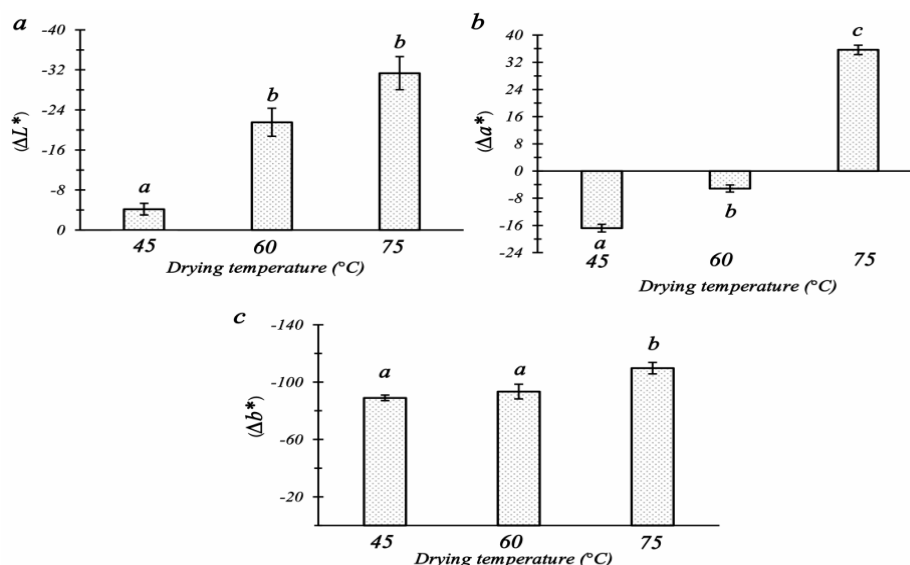 a
-40
-32
-24
-16
-8
0
(ΔL*)
a
b
b
45 60 75
Drying temperature (°C)
b
40
32
24
16
8
0
-8
-16
-24
(Δa*)
a
b
c
45 60 75
Drying temperature (°C)
c
-140
-100
-60
-20
(Δb*)
a
a
b
45 60 75
Drying temperature (°C)